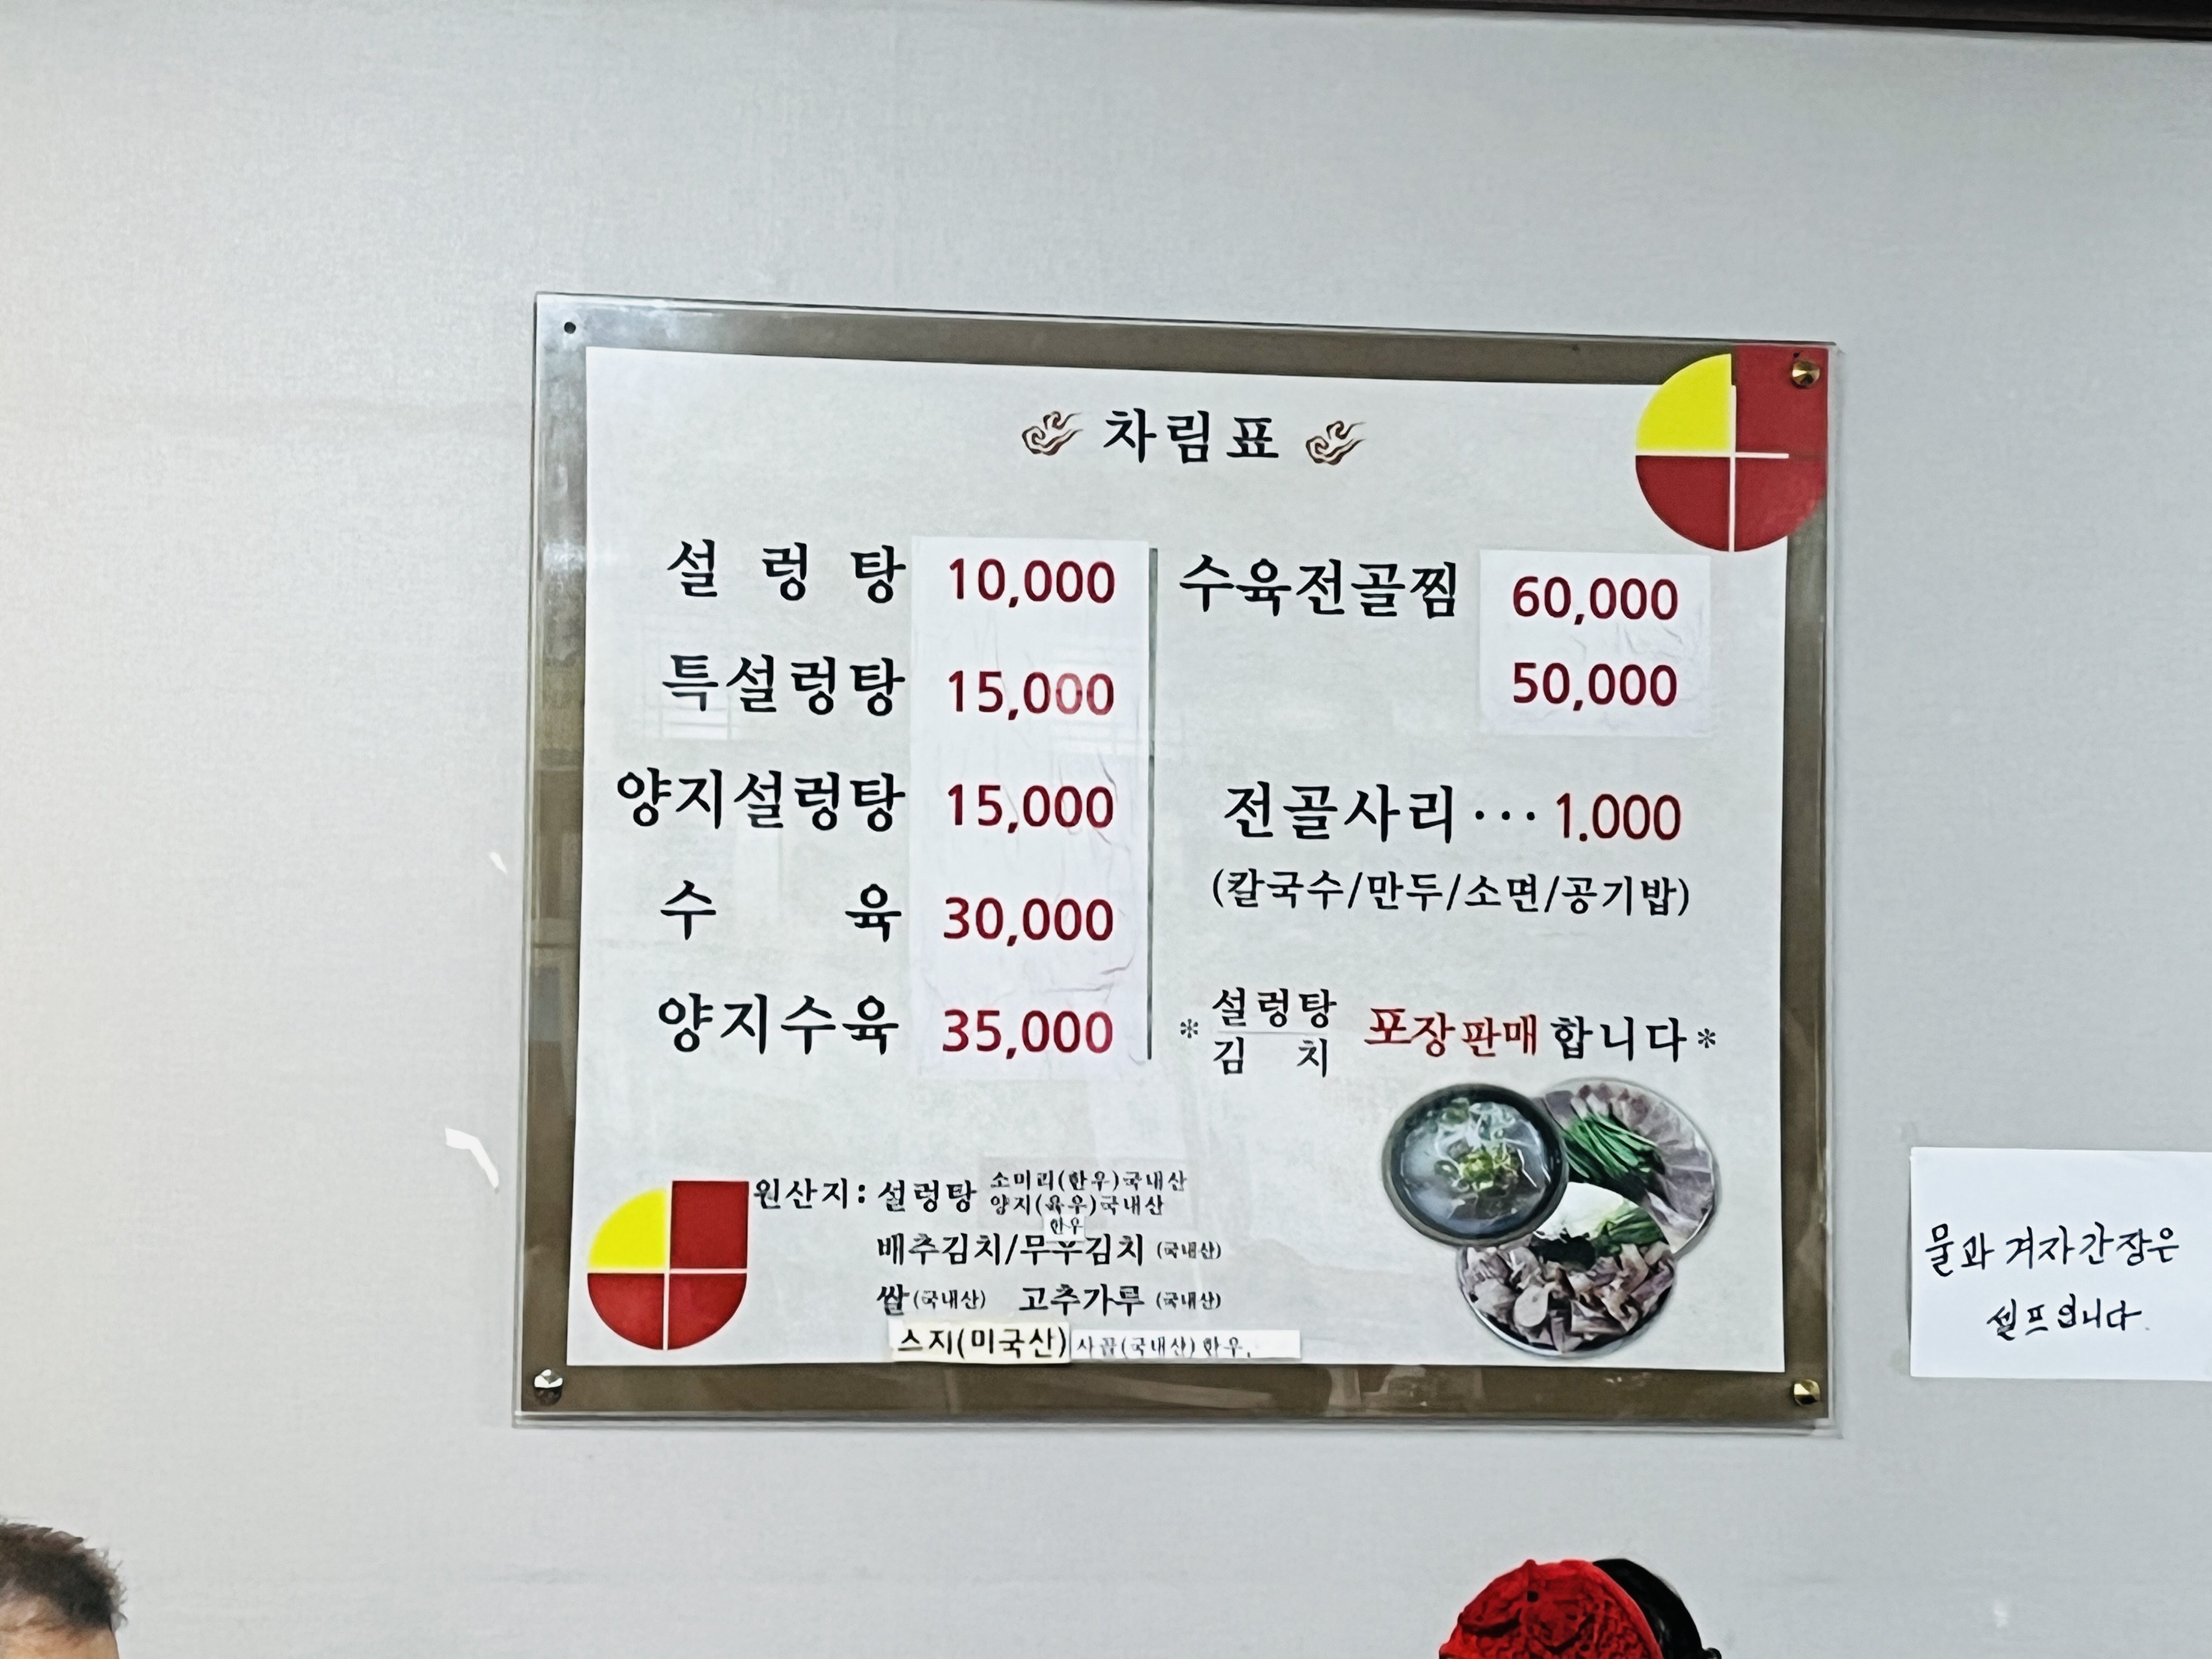 차림표
설렁탕 10,000
특설렁탕 15,000
양지설렁탕 15,000
수육 30,000
양지수육 35,000
수육전골찜 60,000
50,000
전골사리···1.000
(칼국수/만두/소면/공기밥)
*설렁탕 김치 포장판매 합니다*
원산지: 설렁탕 소미리(한우)국내산
양지(육우)국내산
한우
배추김치/무우김치 (국내산)
쌀(국내산) 고추가루 (국내산)
스지(미국산) 사골(국내산) 한우.
물과 겨자간장은
셀프입니다.